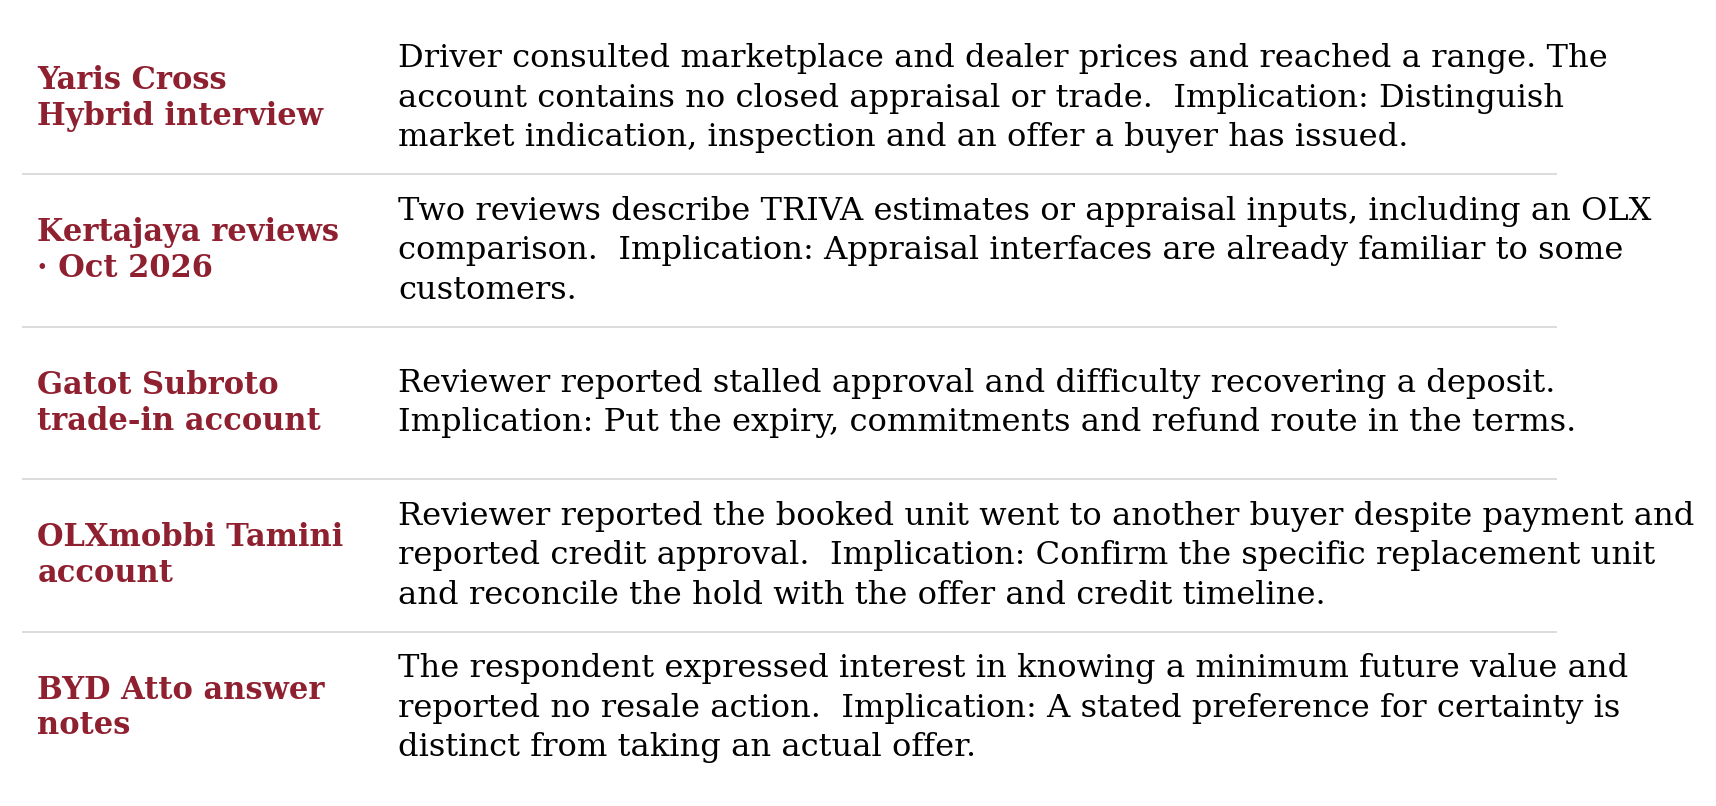 Yaris Cross
Hybrid interview
Driver consulted marketplace and dealer prices and reached a range. The
account contains no closed appraisal or trade.  Implication: Distinguish
market indication, inspection and an offer a buyer has issued.
Kertajaya reviews
· Oct 2026
Two reviews describe TRIVA estimates or appraisal inputs, including an OLX
comparison.  Implication: Appraisal interfaces are already familiar to some
customers.
Gatot Subroto
trade-in account
Reviewer reported stalled approval and difficulty recovering a deposit.
Implication: Put the expiry, commitments and refund route in the terms.
OLXmobbi Tamini
account
Reviewer reported the booked unit went to another buyer despite payment and
reported credit approval.  Implication: Confirm the specific replacement unit
and reconcile the hold with the offer and credit timeline.
BYD Atto answer
notes
The respondent expressed interest in knowing a minimum future value and
reported no resale action.  Implication: A stated preference for certainty is
distinct from taking an actual offer.